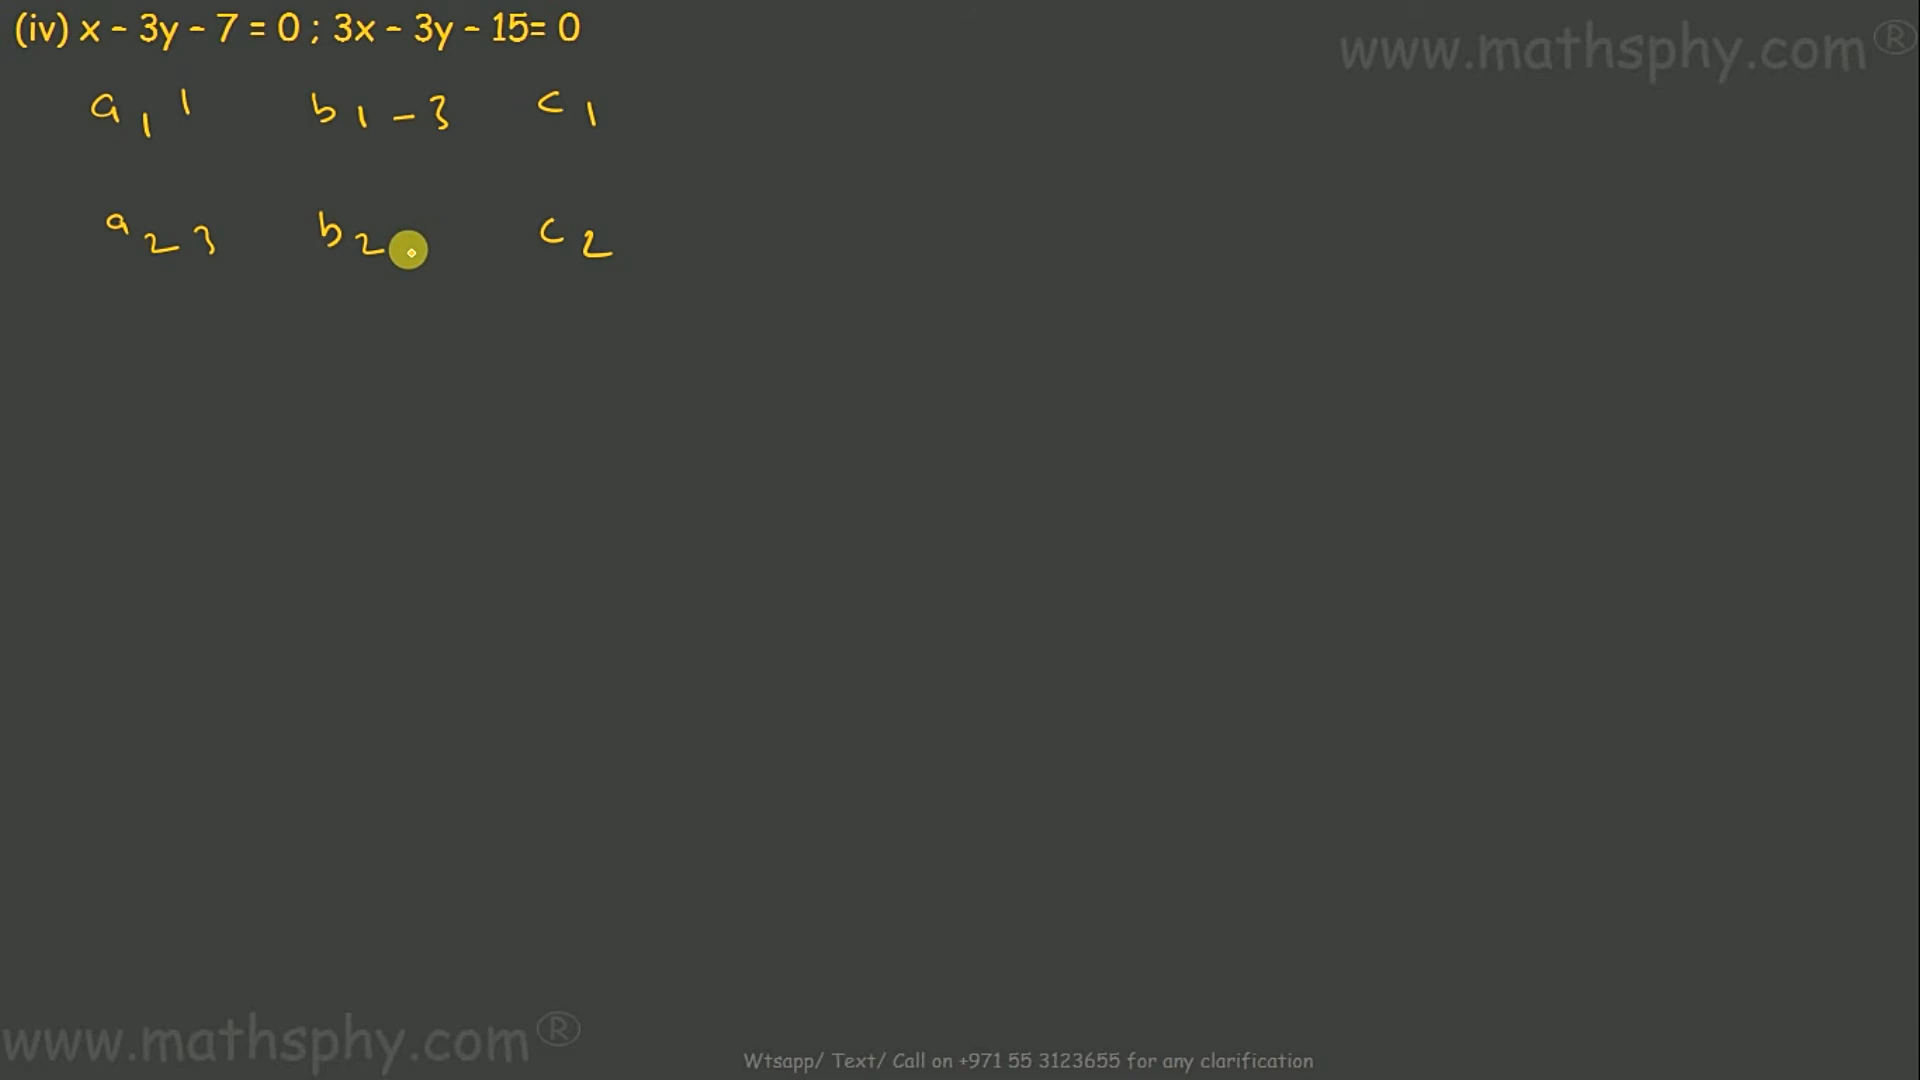 (iv) x - 3y - 7 = 0 ; 3x - 3y - 15= 0
www.mathsphy.com®
a₁ 1 b₁ - 3 c₁
a₂ 3 b₂ c₂
www.mathsphy.com®
Wtsapp/ Text/ Call on +971 55 3123655 for any clarification